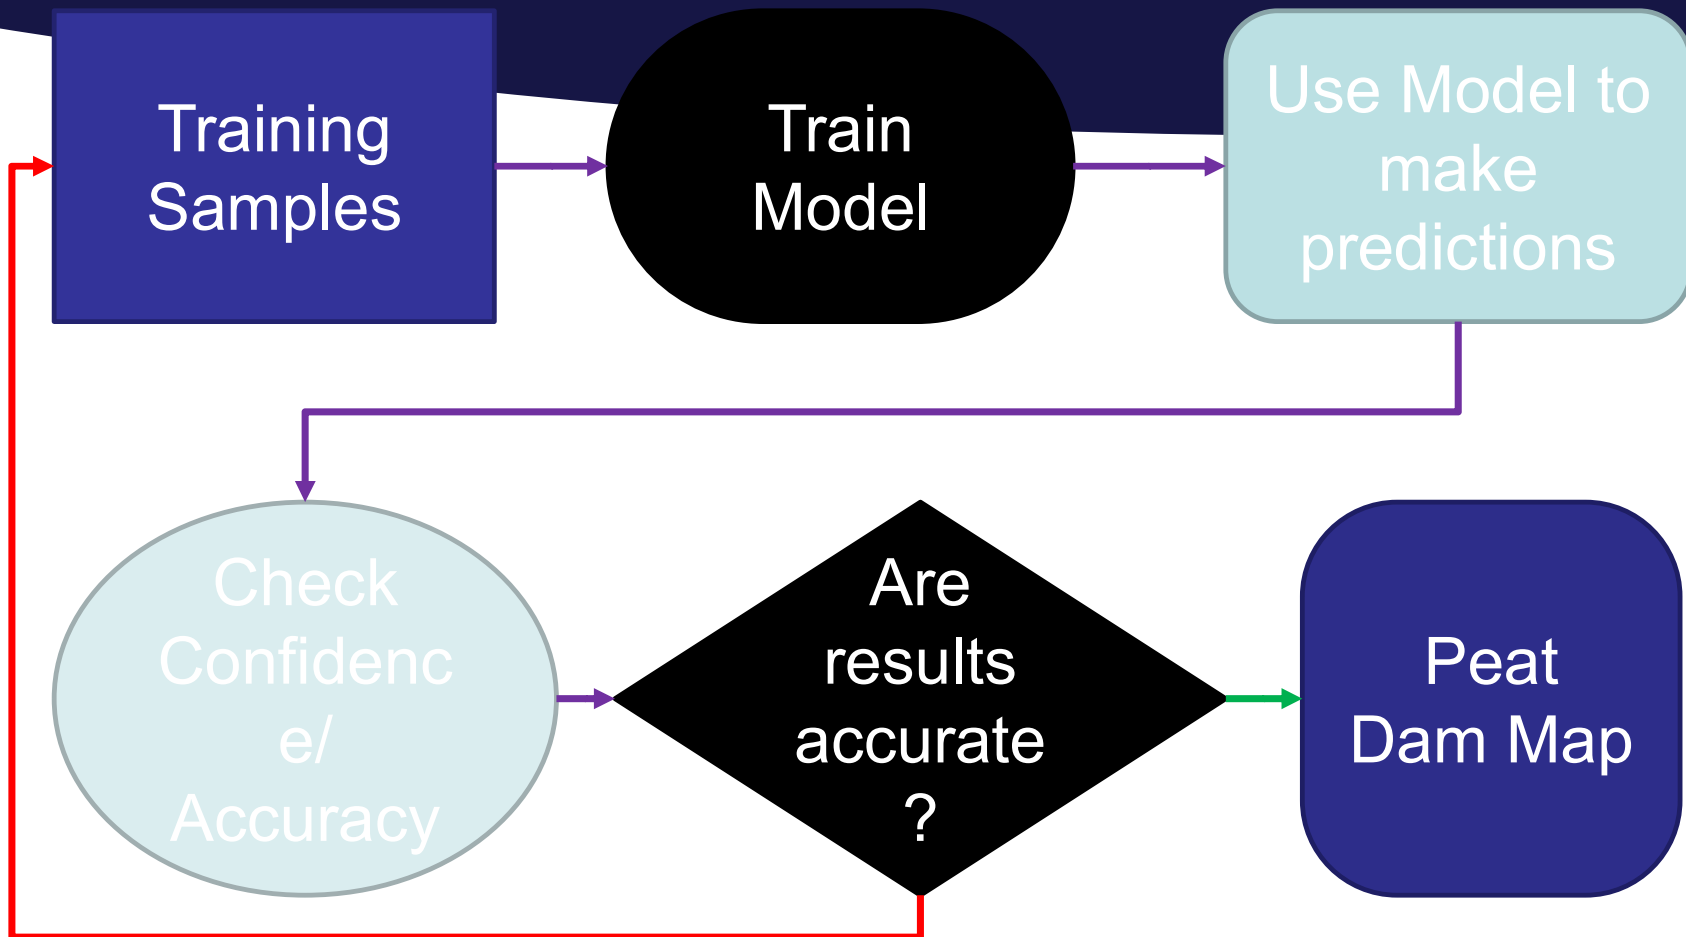 Training
Samples
Train
Model
Use Model to
make
predictions
Check
Confidenc
e/
Accuracy
Are
results
accurate
?
Peat
Dam Map